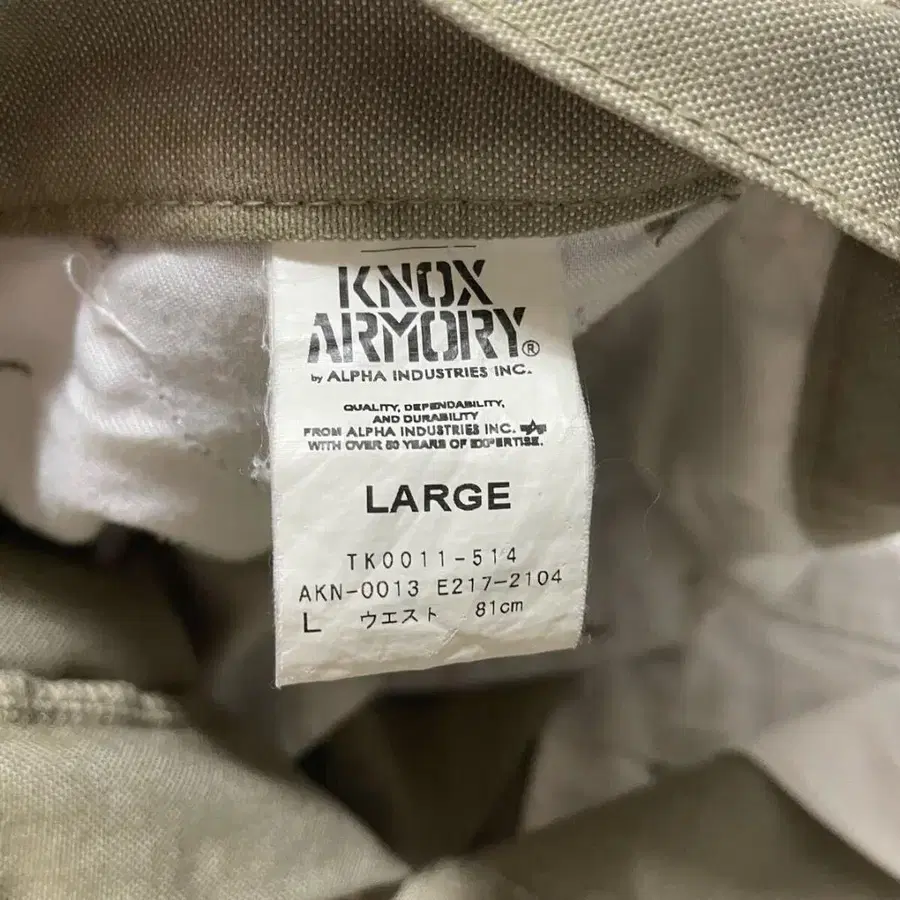 KNOX
ARMORY®
by ALPHA INDUSTRIES INC.
QUALITY, DEPENDABILITY,
AND DURABILITY
FROM ALPHA INDUSTRIES INC.
WITH OVER 50 YEARS OF EXPERTISE.
LARGE
TK0011-514
AKN-0013 E217-2104
L ウエスト 81cm